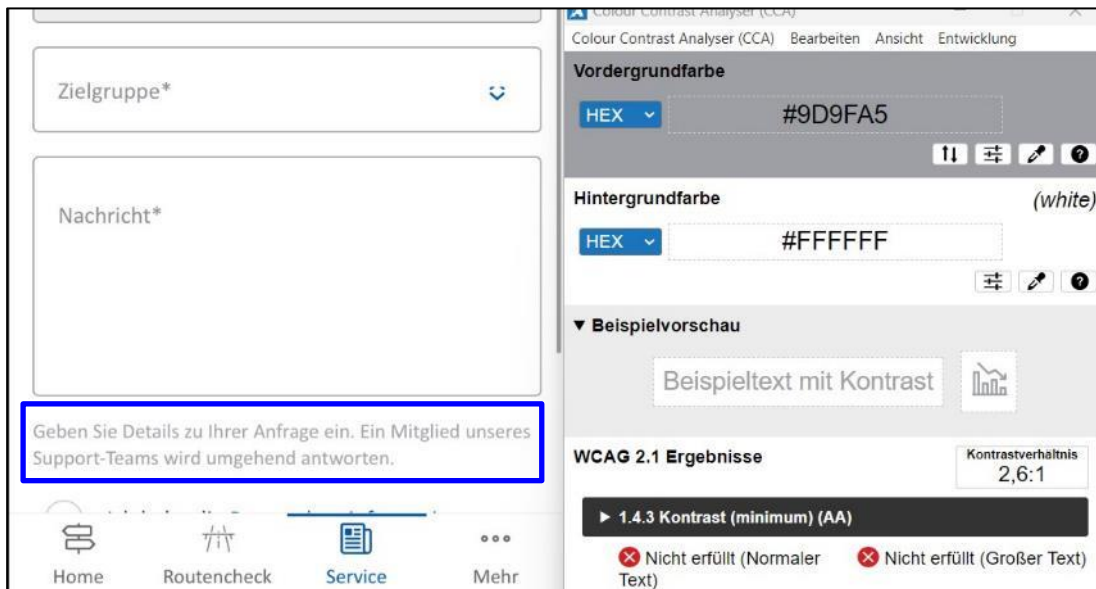 Zielgruppe*
Nachricht*
Geben Sie Details zu Ihrer Anfrage ein. Ein Mitglied unseres
Support-Teams wird umgehend antworten.
Home
Routencheck
Service
Mehr
Colour Contrast Analyser (CCA)
Colour Contrast Analyser (CCA) Bearbeiten Ansicht Entwicklung
Vordergrundfarbe
HEX #9D9FA5
Hintergrundfarbe (white)
HEX #FFFFFF
▼ Beispielvorschau
Beispieltext mit Kontrast
WCAG 2.1 Ergebnisse
Kontrastverhältnis
2,6:1
▶ 1.4.3 Kontrast (minimum) (AA)
Nicht erfüllt (Normaler
Text)
Nicht erfüllt (Großer Text)